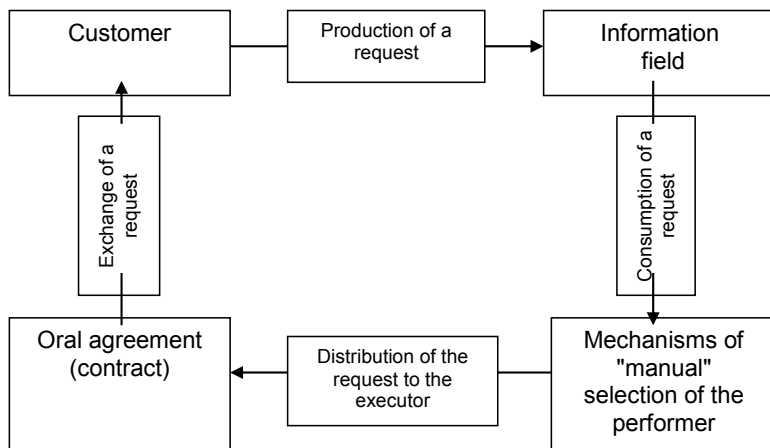 Customer
Production of a
request
Information
field
Exchange of a
request
Consumption of a
request
Oral agreement
(contract)
Distribution of the
request to the
executor
Mechanisms of
"manual"
selection of the
performer